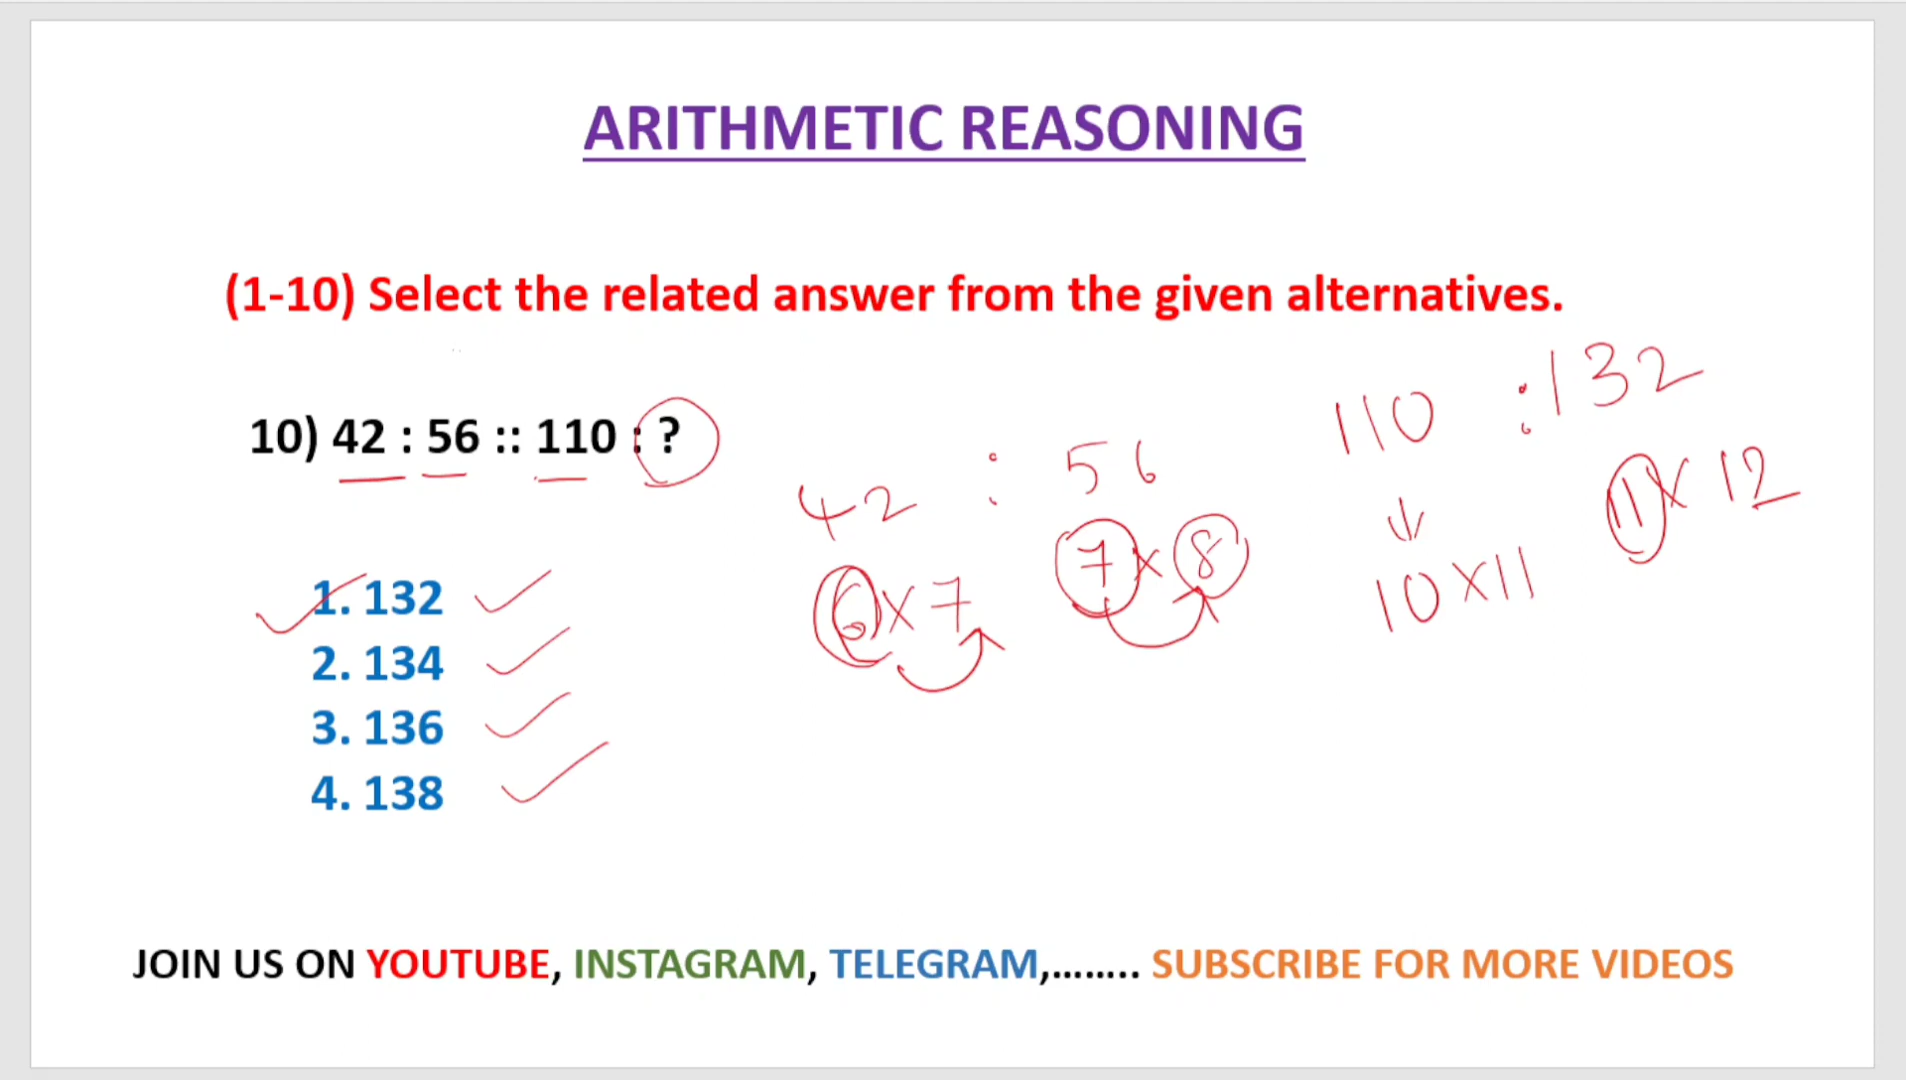 ARITHMETIC REASONING
(1-10) Select the related answer from the given alternatives.
10) 42 : 56 :: 110 : ?
1. 132
2. 134
3. 136
4. 138
42 : 56
6 x 7 7 x 8
110 : 132
10 x 11 11 x 12
JOIN US ON YOUTUBE, INSTAGRAM, TELEGRAM,…….. SUBSCRIBE FOR MORE VIDEOS